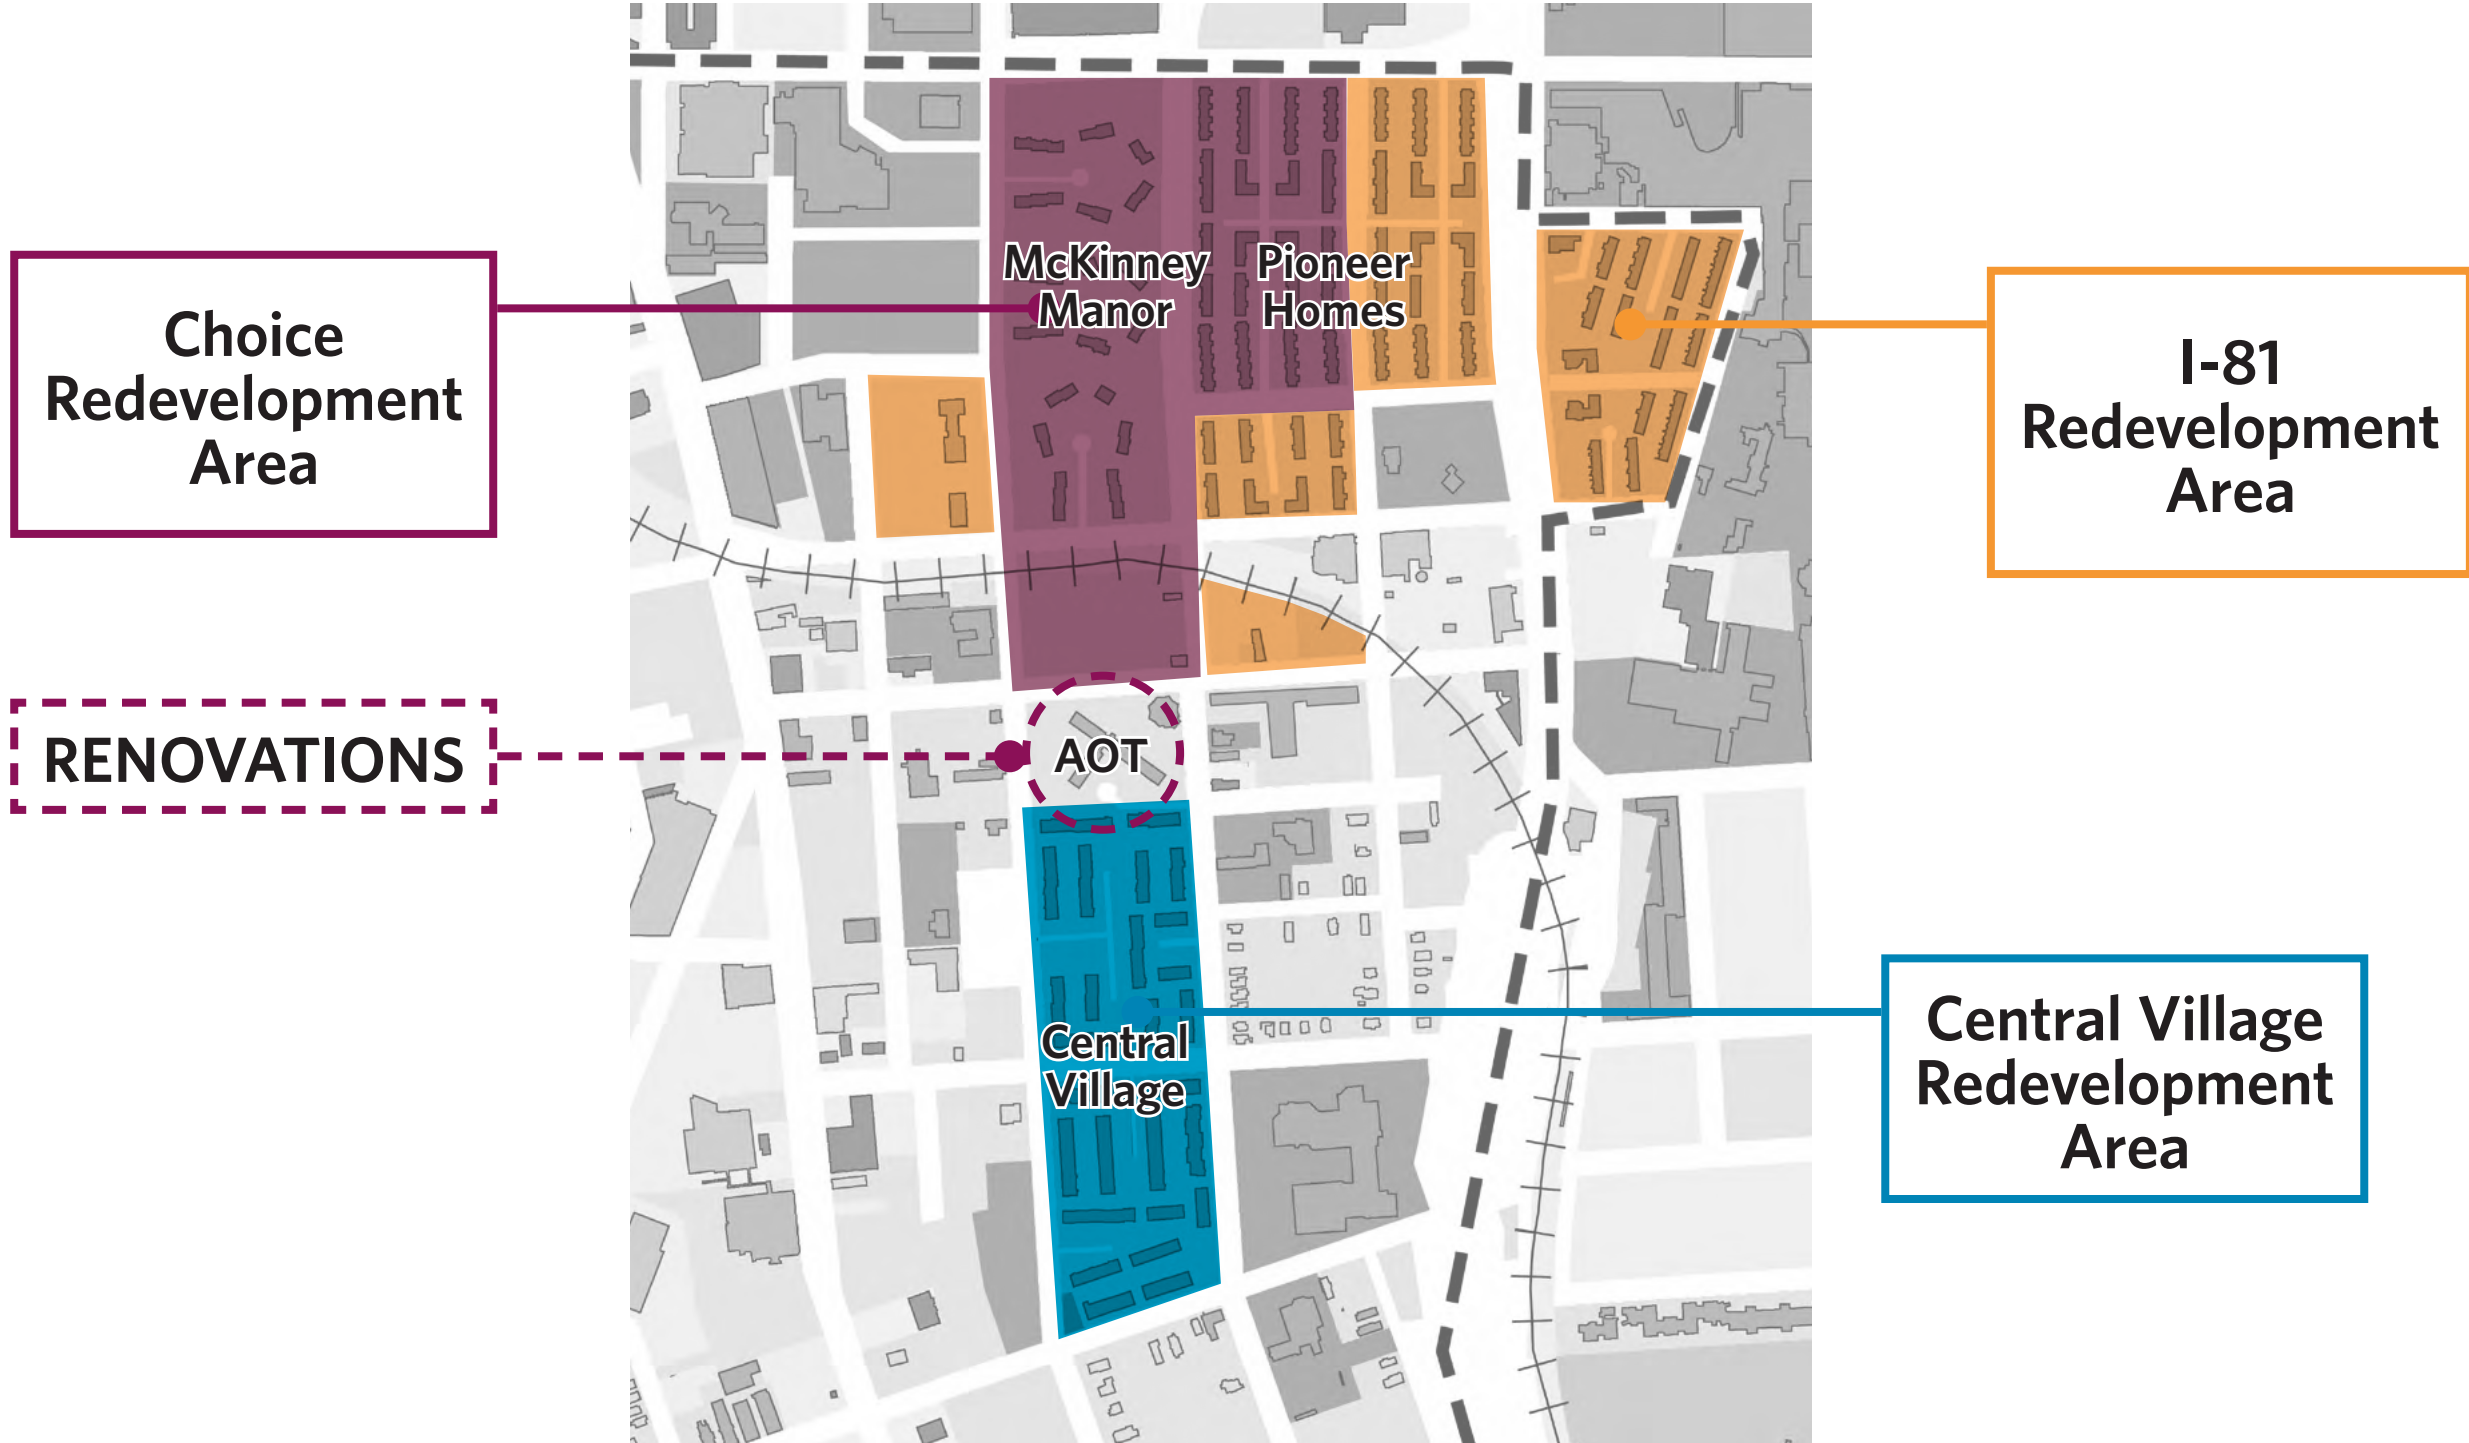 McKinney
Manor
Pioneer
Homes
Choice
Redevelopment
Area
I-81
Redevelopment
Area
RENOVATIONS
AOT
Central Village
Redevelopment
Area
Central
Village